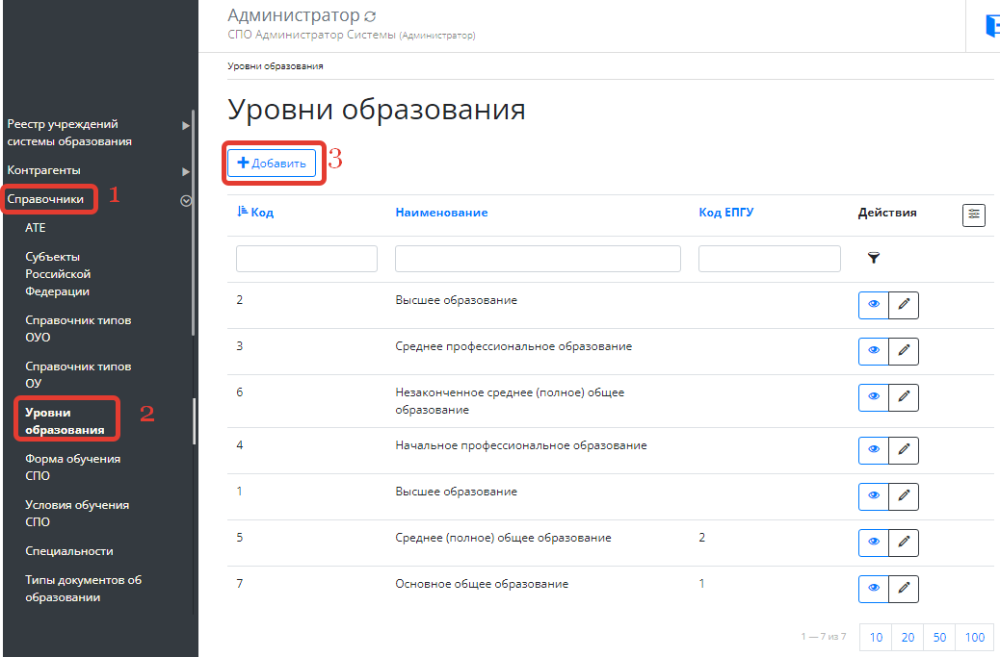 Администратор
СПО Администратор Системы (Администратор)
Уровни образования
Реестр учреждений
системы образования
Контрагенты
Справочники
1
АТЕ
Субъекты
Российской
Федерации
Справочник типов
ОУО
Справочник типов
ОУ
Уровни
образования
2
Форма обучения
СПО
Условия обучения
СПО
Специальности
Типы документов об
образовании
Уровни образования
Добавить
3
Код Наименование Код ЕПГУ Действия
2 Высшее образование
3 Среднее профессиональное образование
6 Незаконченное среднее (полное) общее
образование
4 Начальное профессиональное образование
1 Высшее образование
5 Среднее (полное) общее образование 2
7 Основное общее образование 1
1 — 7 из 7 10 20 50 100